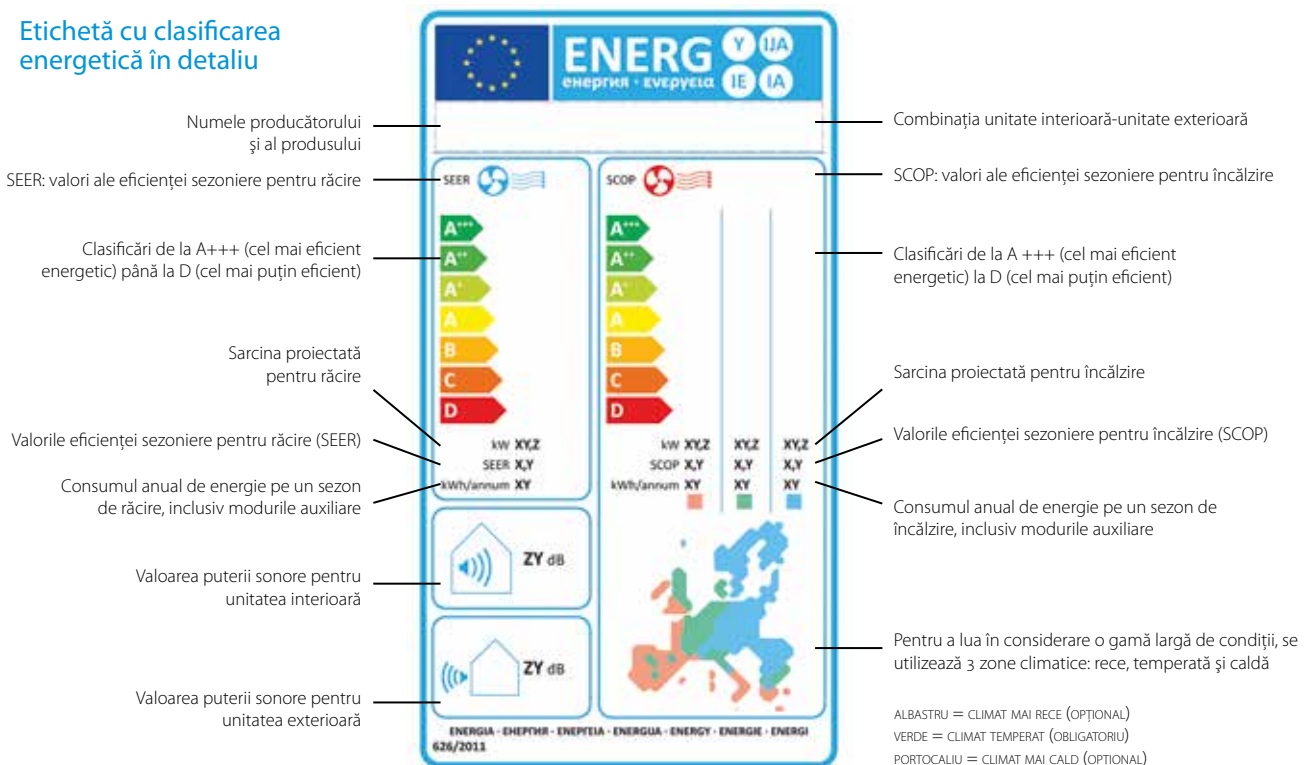 Etichetă cu clasificarea
energetică în detaliu
ENERG
енергия · ενεργεια
Y IJA
IE IA
Numele producătorului
şi al produsului
Combinaţia unitate interioară-unitate exterioară
SEER: valori ale eficienţei sezoniere pentru răcire
SEER
SCOP
SCOP: valori ale eficienţei sezoniere pentru încălzire
Clasificări de la A+++ (cel mai eficient
energetic) până la D (cel mai puţin eficient)
A+++
A++
A+
A
B
C
D
A+++
A++
A+
A
B
C
D
Clasificări de la A +++ (cel mai eficient
energetic) la D (cel mai puţin eficient)
Sarcina proiectată
pentru răcire
Valorile eficienţei sezoniere pentru răcire (SEER)
Consumul anual de energie pe un sezon
de răcire, inclusiv modurile auxiliare
kW XY,Z
SEER X,Y
kWh/annum XY
kW XY,Z XY,Z XY,Z
SCOP X,Y X,Y X,Y
kWh/annum XY XY XY
Sarcina proiectată pentru încălzire
Valorile eficienţei sezoniere pentru încălzire (SCOP)
Consumul anual de energie pe un sezon de
încălzire, inclusiv modurile auxiliare
Valoarea puterii sonore pentru
unitatea interioară
ZY dB
Valoarea puterii sonore pentru
unitatea exterioară
ZY dB
Pentru a lua în considerare o gamă largă de condiţii, se
utilizează 3 zone climatice: rece, temperată şi caldă
ALBASTRU = CLIMAT MAI RECE (OPŢIONAL)
VERDE = CLIMAT TEMPERAT (OBLIGATORIU)
PORTOCALIU = CLIMAT MAI CALD (OPTIONAL)
ENERGIA · ЕНЕРГИЯ · ΕΝΕΡΓΕΙΑ · ENERGIJA · ENERGY · ENERGIE · ENERGI
626/2011